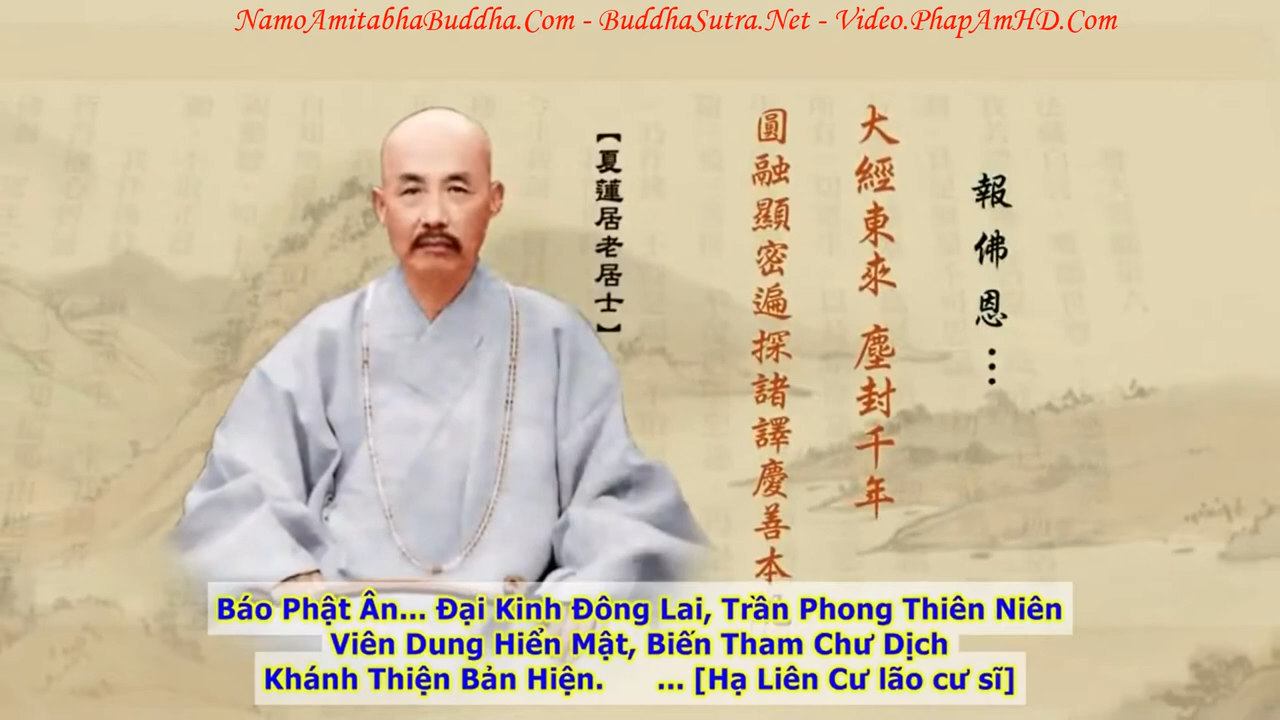 NamoAmitabhaBuddha.Com - BuddhaSutra.Net - Video.PhapAmHD.Com
報佛恩…
大經東來 塵封千年
圓融顯密遍探諸譯慶善本
【夏蓮居老居士】
Báo Phật Ân... Đại Kinh Đông Lai, Trần Phong Thiên Niên
Viên Dung Hiển Mật, Biến Tham Chư Dịch
Khánh Thiện Bản Hiện. ... [Hạ Liên Cư lão cư sĩ]